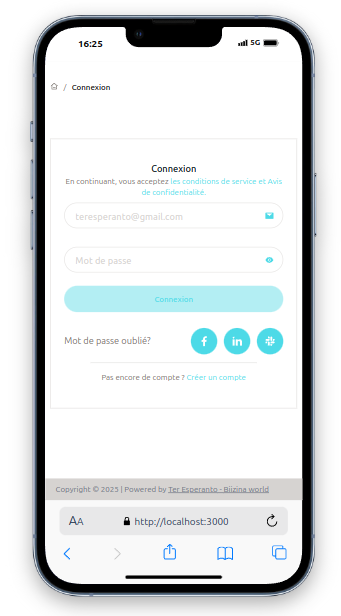 16:25
5G
/ Connexion
Connexion
En continuant, vous acceptez les conditions de service et Avis
de confidentialité.
teresperanto@gmail.com
Mot de passe
Connexion
Mot de passe oublié?
Pas encore de compte ? Créer un compte
Copyright © 2025 | Powered by Ter Esperanto - Biizina world
AA http://localhost:3000